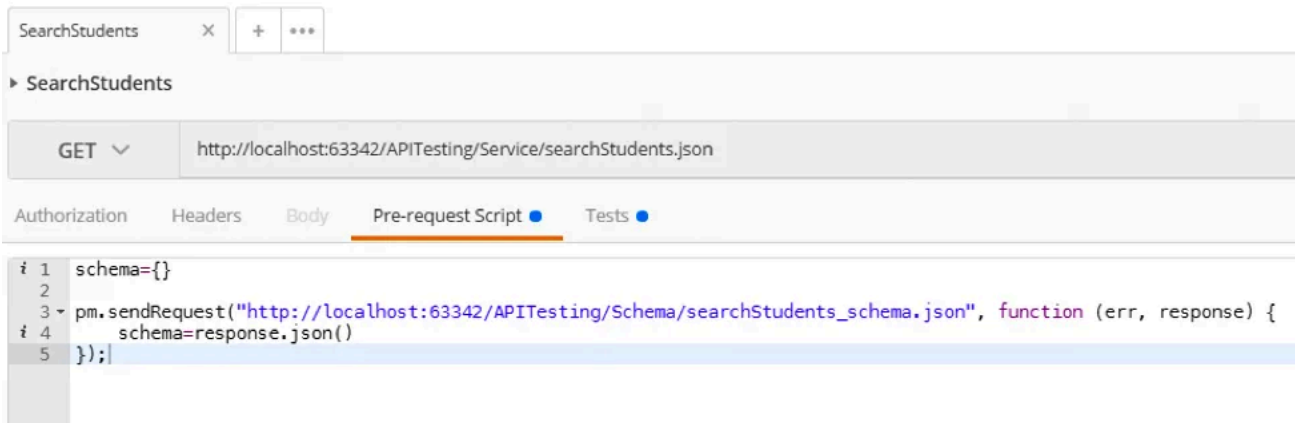 SearchStudents × + •••
SearchStudents
GET http://localhost:63342/APITesting/Service/searchStudents.json
Authorization Headers Body Pre-request Script Tests
i 1 schema={}
2
3 pm.sendRequest("http://localhost:63342/APITesting/Schema/searchStudents_schema.json", function (err, response) {
i 4 schema=response.json()
5 });